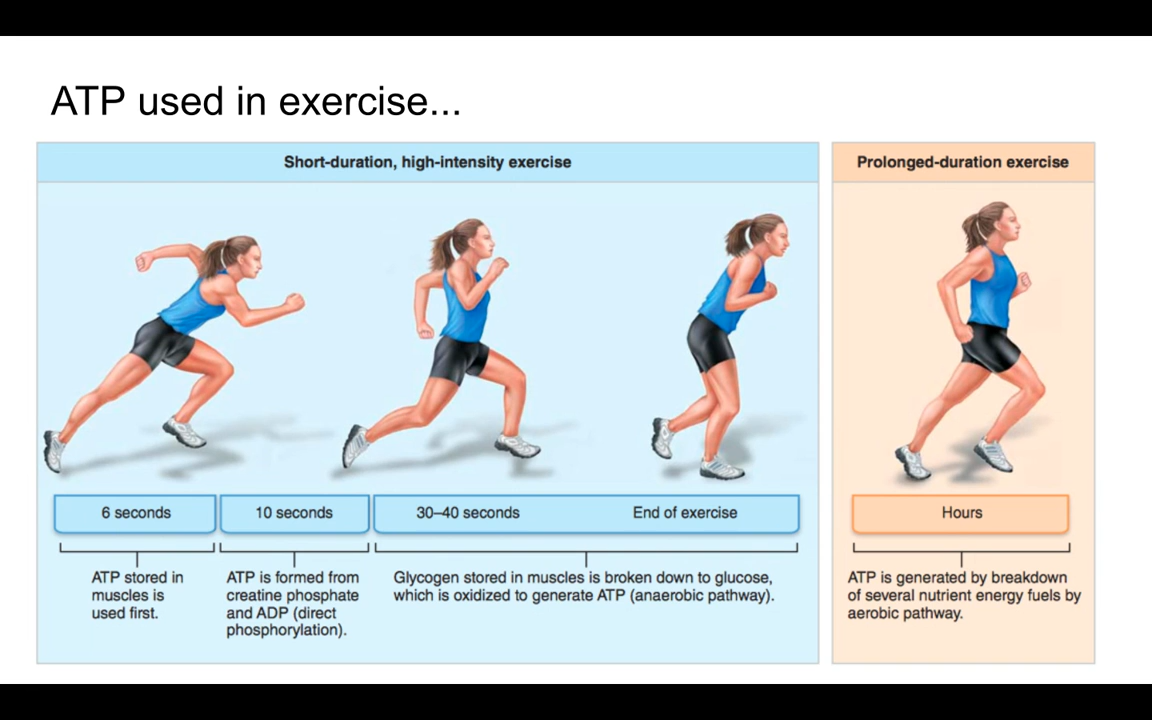 ATP used in exercise...
Short-duration, high-intensity exercise
Prolonged-duration exercise
6 seconds
10 seconds
30–40 seconds
End of exercise
Hours
ATP stored in
muscles is
used first.
ATP is formed from
creatine phosphate
and ADP (direct
phosphorylation).
Glycogen stored in muscles is broken down to glucose,
which is oxidized to generate ATP (anaerobic pathway).
ATP is generated by breakdown
of several nutrient energy fuels by
aerobic pathway.